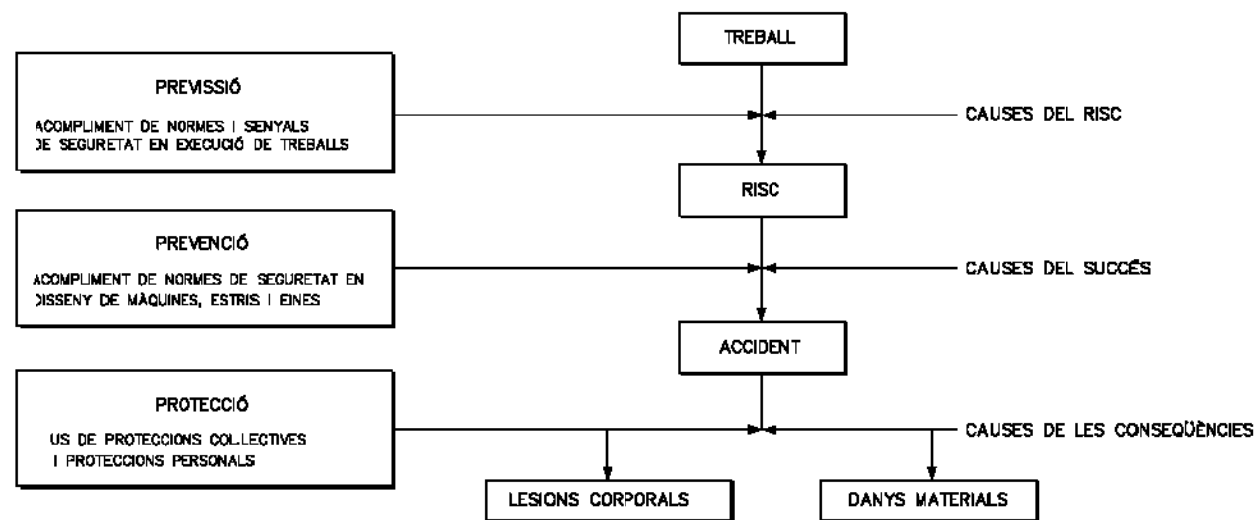 TREBALL
PREVISSIÓ
ACOMPLIMENT DE NORMES I SENYALS
DE SEGURETAT EN EXECUCIÓ DE TREBALLS
CAUSES DEL RISC
RISC
PREVENCIÓ
ACOMPLIMENT DE NORMES DE SEGURETAT EN
DISSENY DE MÀQUINES, ESTRIS I EINES
CAUSES DEL SUCCÉS
ACCIDENT
PROTECCIÓ
US DE PROTECCIONS COL.LECTIVES
I PROTECCIONS PERSONALS
CAUSES DE LES CONSEQÜÈNCIES
LESIONS CORPORALS
DANYS MATERIALS